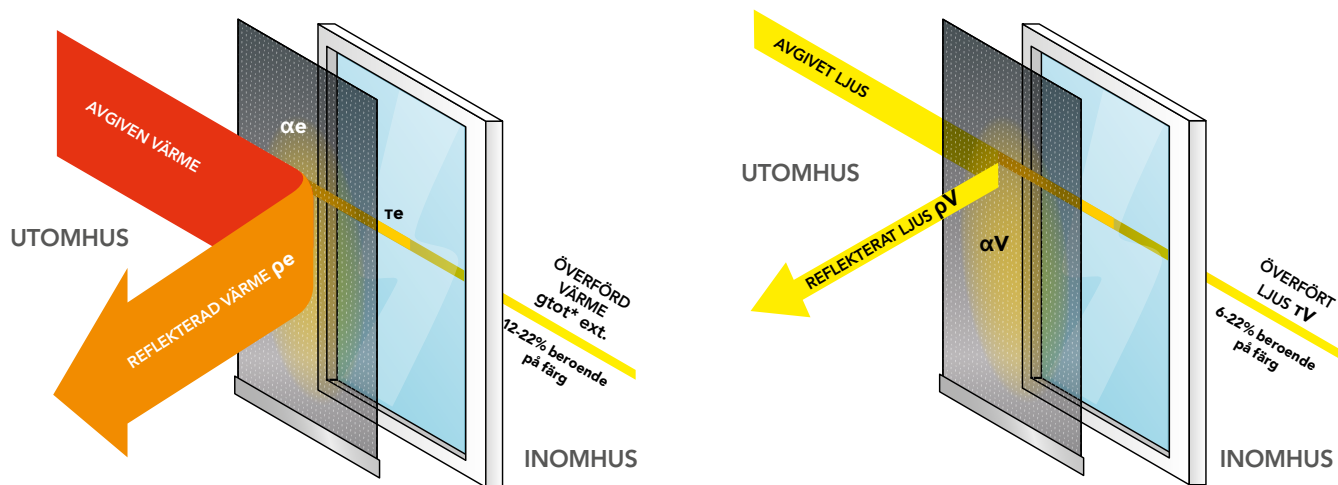 AVGIVEN VÄRME
αe
τe
UTOMHUS
REFLEKTERAD VÄRME ρe
ÖVERFÖRD
VÄRME
gtot* ext.
12-22% beroende
på färg
INOMHUS
AVGIVET LJUS
UTOMHUS
REFLEKTERAT LJUS ρV
αV
ÖVERFÖRT
LJUS τV
6-22% beroende
på färg
INOMHUS